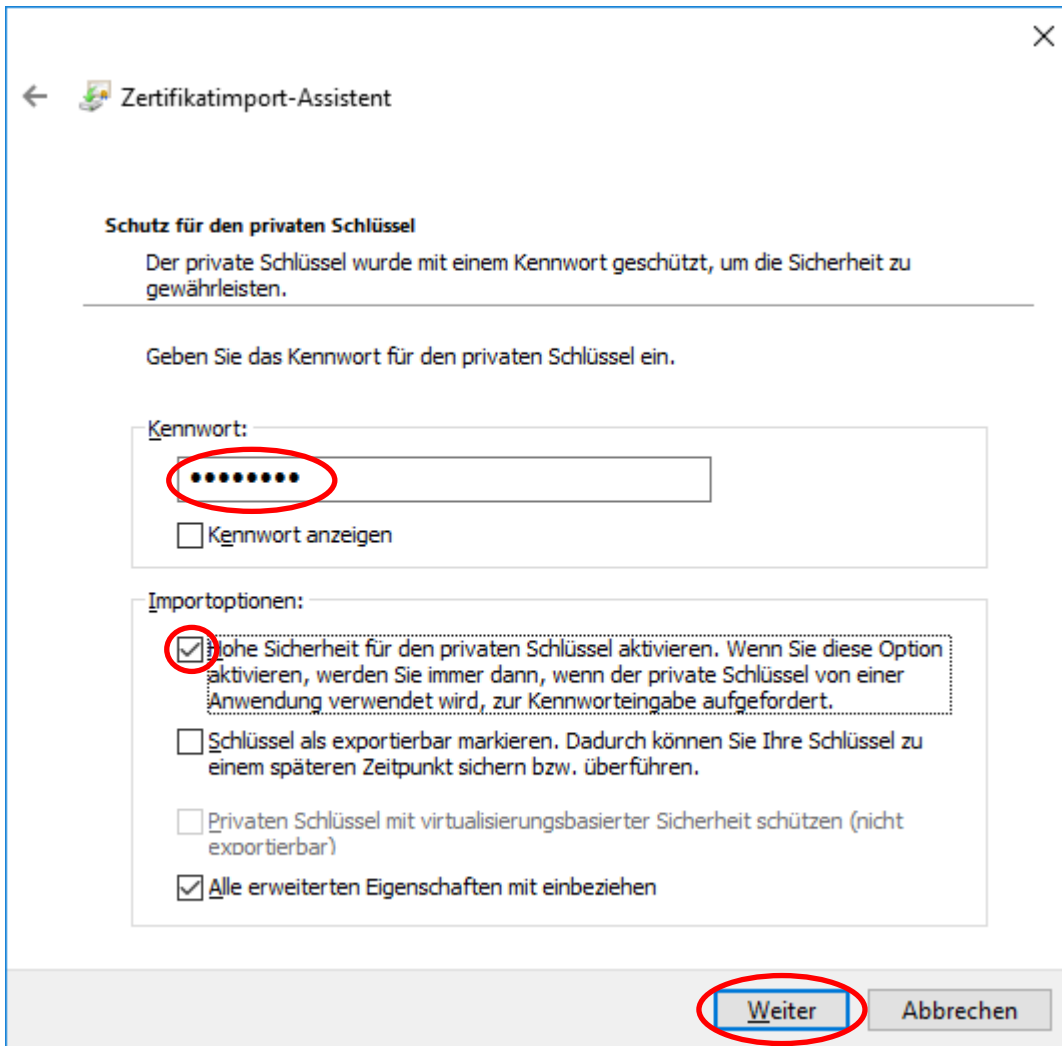 Zertifikatimport-Assistent
Schutz für den privaten Schlüssel
Der private Schlüssel wurde mit einem Kennwort geschützt, um die Sicherheit zu
gewährleisten.
Geben Sie das Kennwort für den privaten Schlüssel ein.
Kennwort:
••••••••
Kennwort anzeigen
Importoptionen:
Hohe Sicherheit für den privaten Schlüssel aktivieren. Wenn Sie diese Option
aktivieren, werden Sie immer dann, wenn der private Schlüssel von einer
Anwendung verwendet wird, zur Kennworteingabe aufgefordert.
Schlüssel als exportierbar markieren. Dadurch können Sie Ihre Schlüssel zu
einem späteren Zeitpunkt sichern bzw. überführen.
Privaten Schlüssel mit virtualisierungsbasierter Sicherheit schützen (nicht
exportierbar)
Alle erweiterten Eigenschaften mit einbeziehen
Weiter Abbrechen